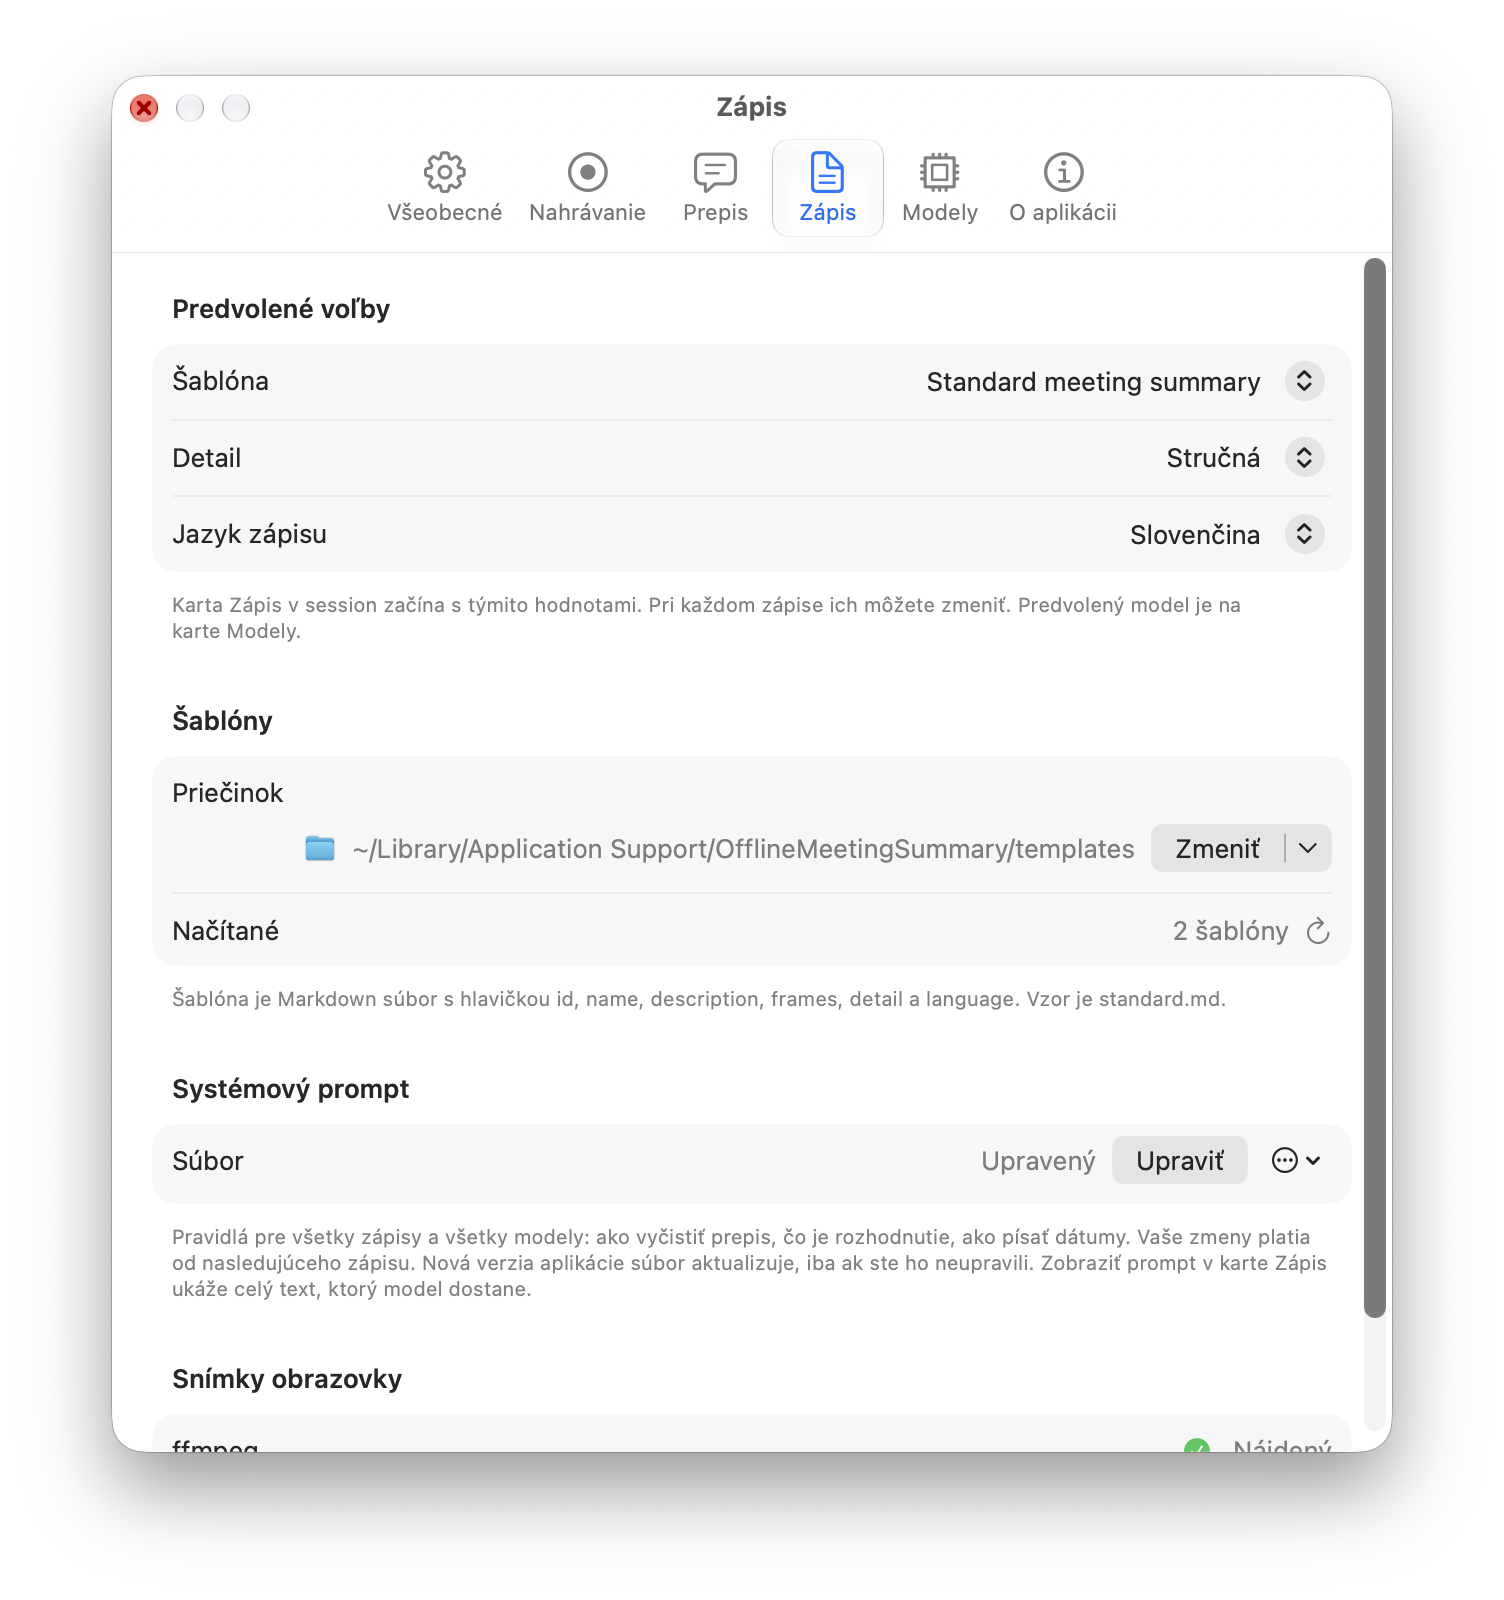 Zápis
Všeobecné
Nahrávanie
Prepis
Zápis
Modely
O aplikácii
Predvolené voľby
Šablóna
Standard meeting summary
Detail
Stručná
Jazyk zápisu
Slovenčina
Karta Zápis v session začína s týmito hodnotami. Pri každom zápise ich môžete zmeniť. Predvolený model je na
karte Modely.
Šablóny
Priečinok
~/Library/Application Support/OfflineMeetingSummary/templates
Zmeniť
Načítané
2 šablóny
Šablóna je Markdown súbor s hlavičkou id, name, description, frames, detail a language. Vzor je standard.md.
Systémový prompt
Súbor
Upravený
Upraviť
Pravidlá pre všetky zápisy a všetky modely: ako vyčistiť prepis, čo je rozhodnutie, ako písať dátumy. Vaše zmeny platia
od nasledujúceho zápisu. Nová verzia aplikácie súbor aktualizuje, iba ak ste ho neupravili. Zobraziť prompt v karte Zápis
ukáže celý text, ktorý model dostane.
Snímky obrazovky
ffmpeg
Nájdený